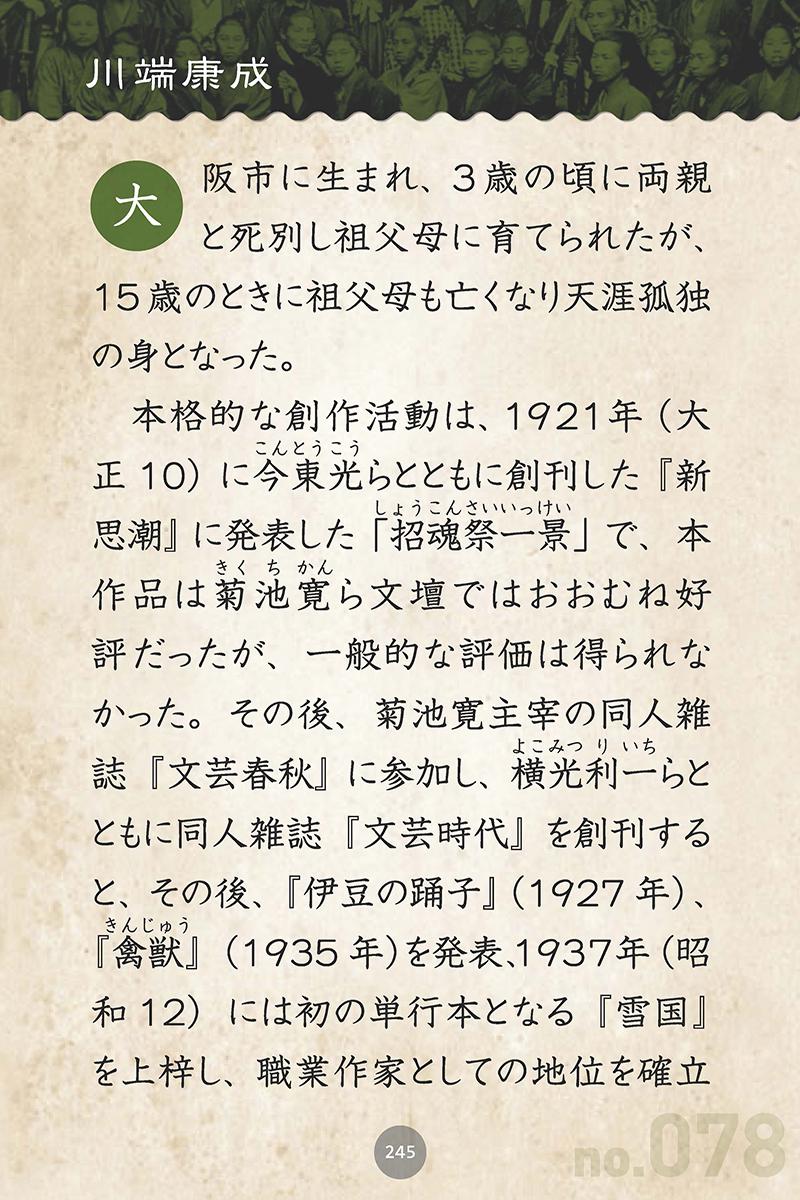 川端康成
大阪市に生まれ、3歳の頃に両親
と死別し祖父母に育てられたが、
15歳のときに祖父母も亡くなり天涯孤独
の身となった。
本格的な創作活動は、1921年（大
こんとうこう
正10）に今東光らとともに創刊した『新
しょうこんさいいっけい
思潮』に発表した「招魂祭一景」で、本
きくちかん
作品は菊池寛ら文壇ではおおむね好
評だったが、一般的な評価は得られな
かった。その後、菊池寛主宰の同人雑
よこみつりいち
誌『文芸春秋』に参加し、横光利一らと
ともに同人雑誌『文芸時代』を創刊する
と、その後、『伊豆の踊子』（1927年）、
きんじゅう
『禽獣』（1935年）を発表、1937年（昭
和12）には初の単行本となる『雪国』
を上梓し、職業作家としての地位を確立
245
no.078